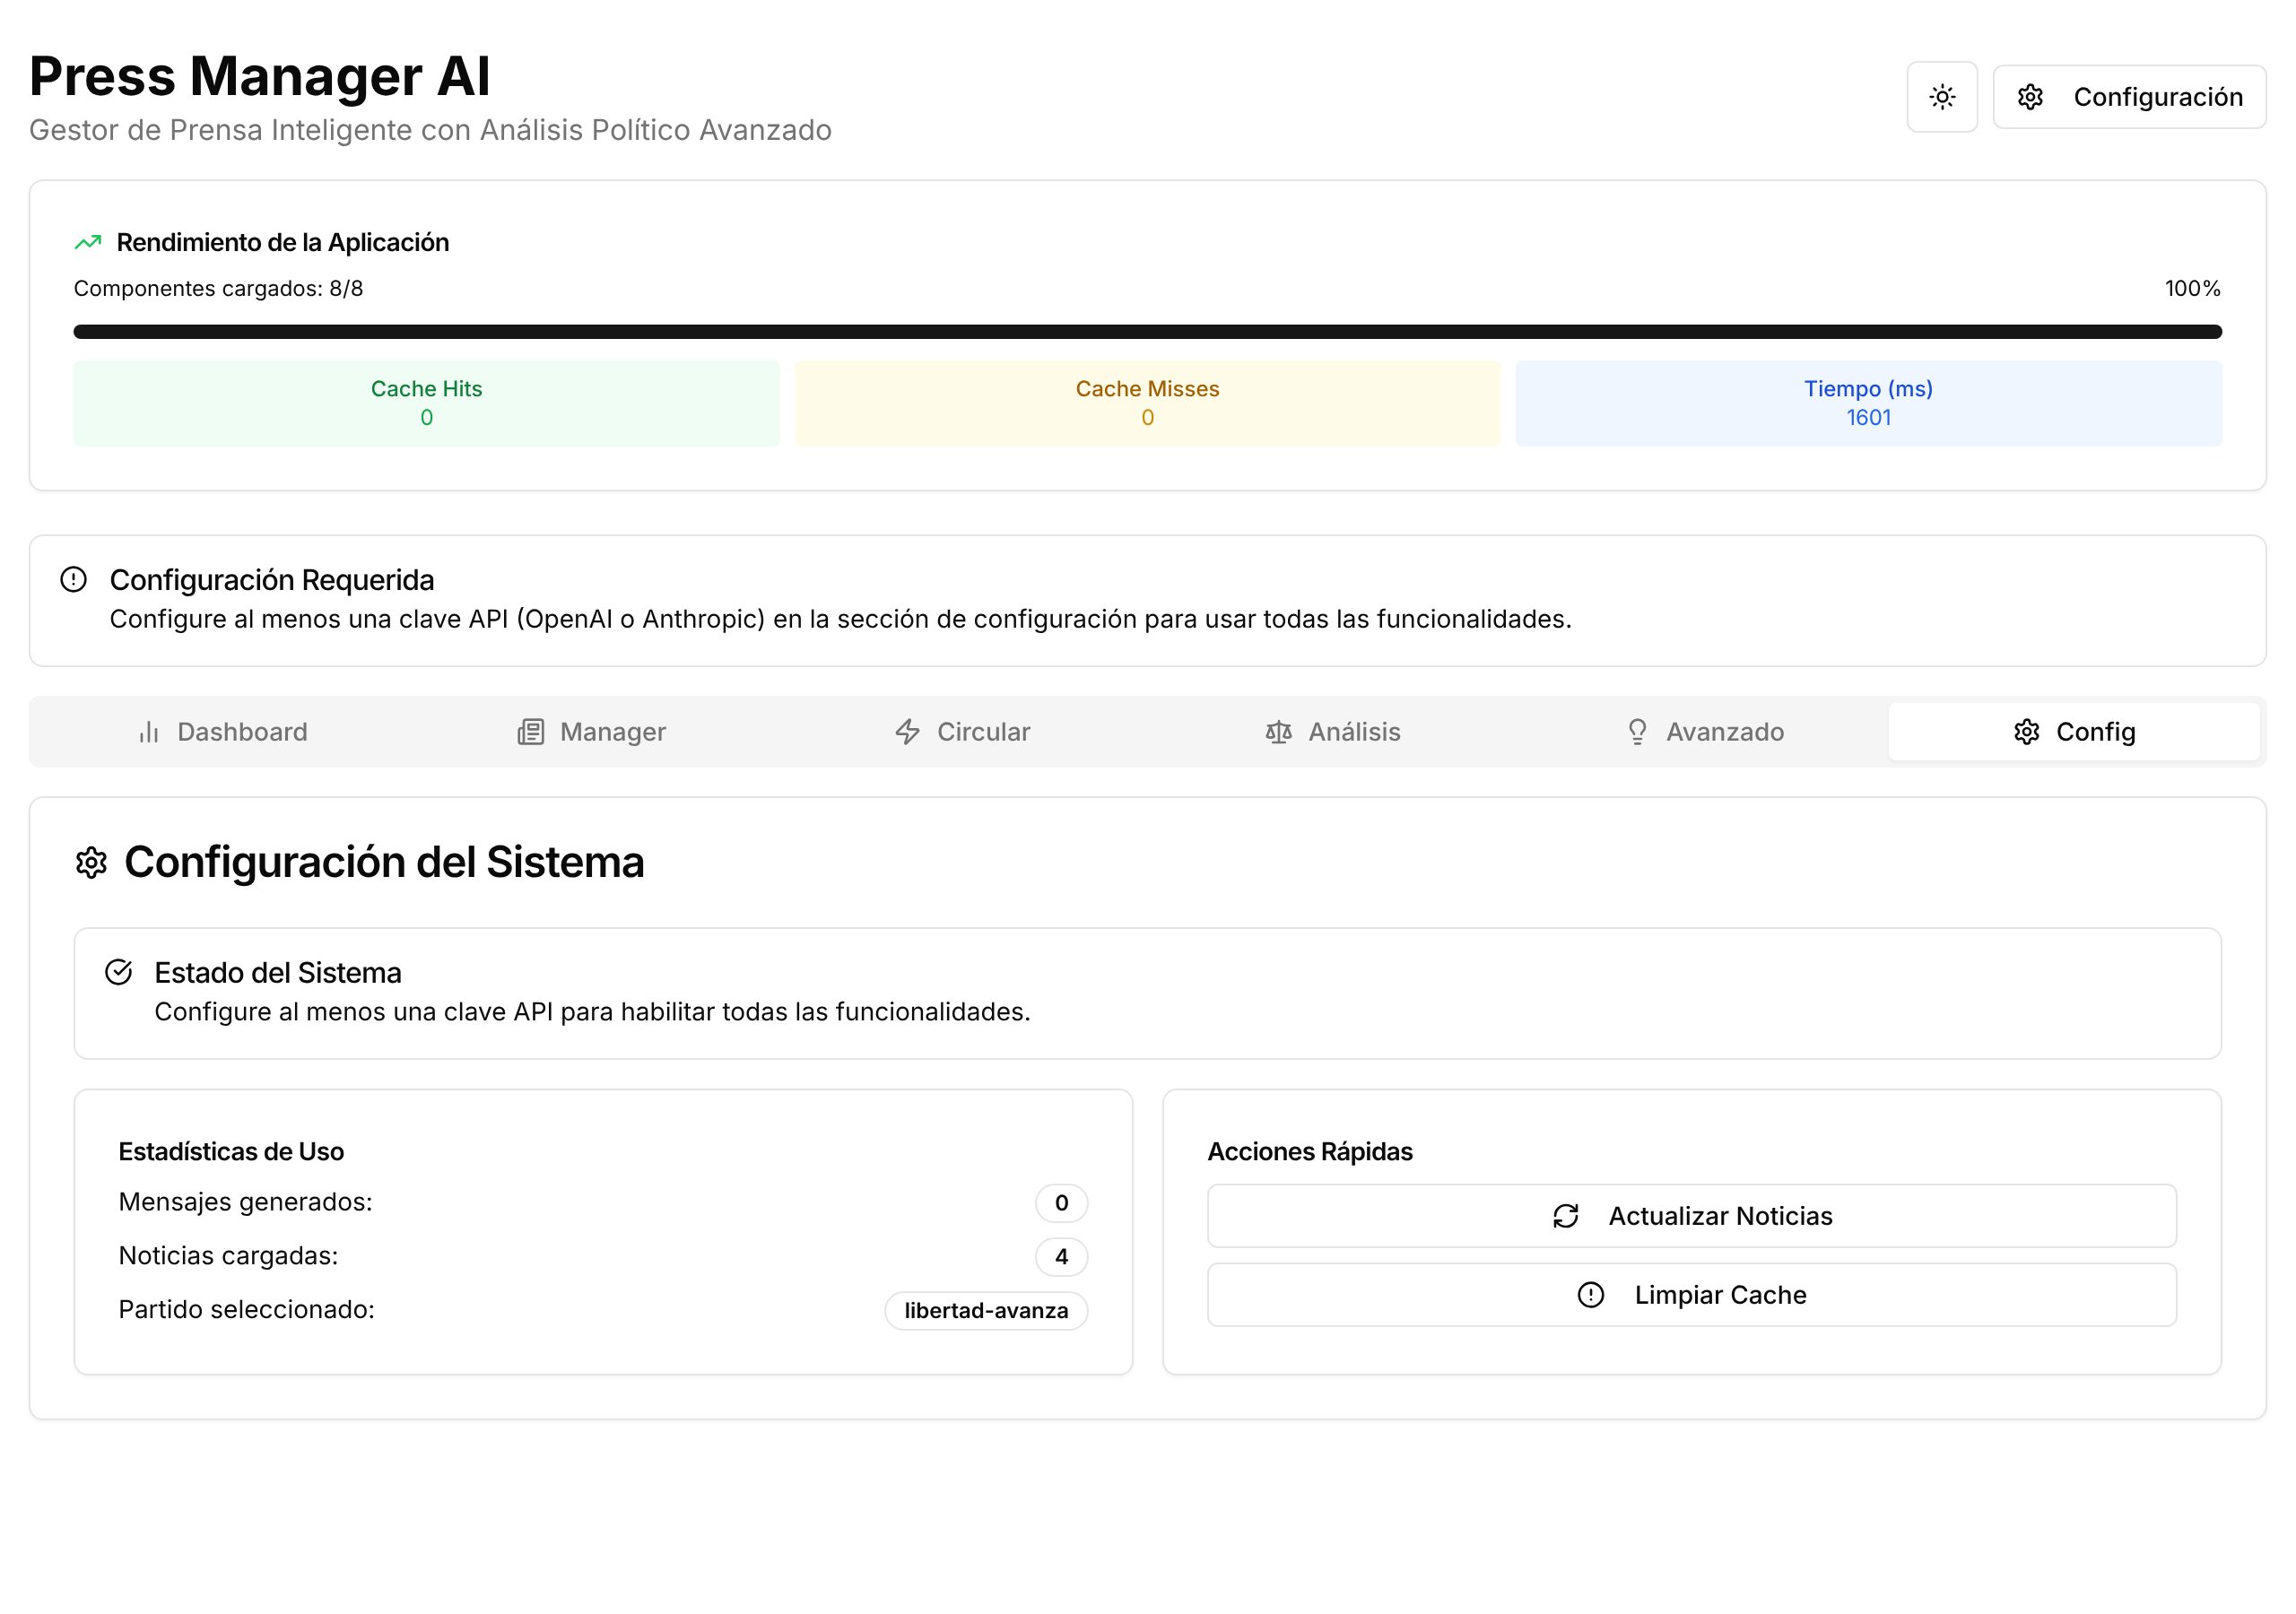 Press Manager AI
Gestor de Prensa Inteligente con Análisis Político Avanzado
Configuración
Rendimiento de la Aplicación
Componentes cargados: 8/8
100%
Cache Hits
0
Cache Misses
0
Tiempo (ms)
1601
Configuración Requerida
Configure al menos una clave API (OpenAI o Anthropic) en la sección de configuración para usar todas las funcionalidades.
Dashboard
Manager
Circular
Análisis
Avanzado
Config
Configuración del Sistema
Estado del Sistema
Configure al menos una clave API para habilitar todas las funcionalidades.
Estadísticas de Uso
Mensajes generados:
0
Noticias cargadas:
4
Partido seleccionado:
libertad-avanza
Acciones Rápidas
Actualizar Noticias
Limpiar Cache